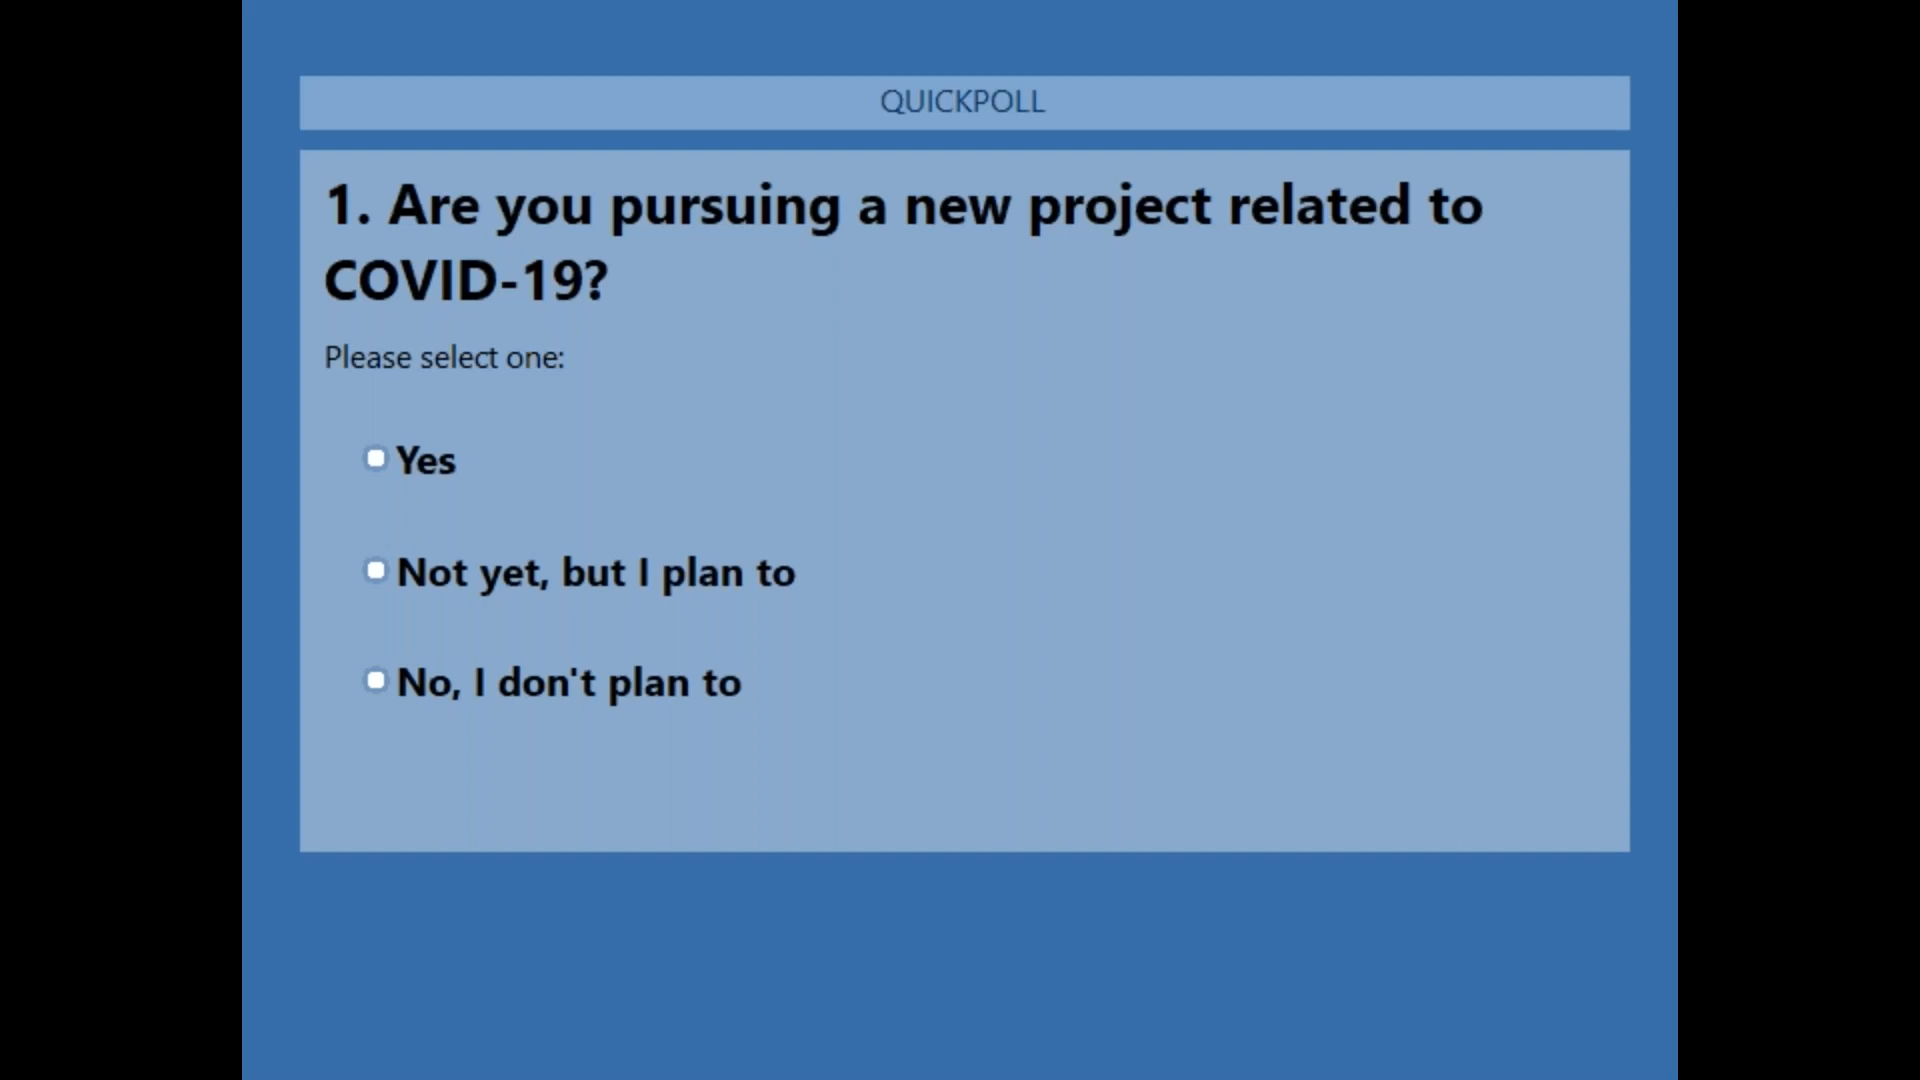 QUICKPOLL
1. Are you pursuing a new project related to
COVID-19?
Please select one:
Yes
Not yet, but I plan to
No, I don't plan to